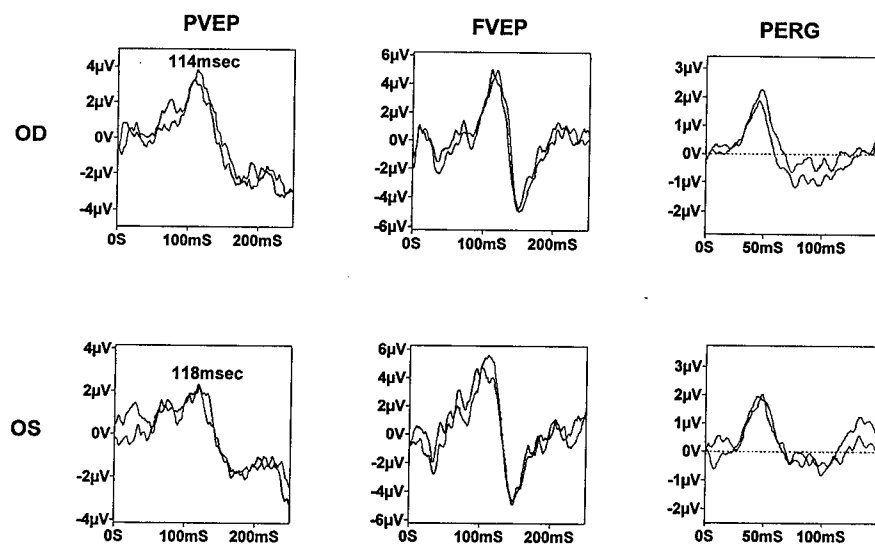 PVEP
FVEP
PERG
OD
4µV
2µV
0V
-2µV
-4µV
114msec
0S 100mS 200mS
6µV
4µV
2µV
0V
-2µV
-4µV
-6µV
0S 100mS 200mS
3µV
2µV
1µV
0V
-1µV
-2µV
0S 50mS 100mS
OS
4µV
2µV
0V
-2µV
-4µV
118msec
0S 100mS 200mS
6µV
4µV
2µV
0V
-2µV
-4µV
-6µV
0S 100mS 200mS
3µV
2µV
1µV
0V
-1µV
-2µV
0S 50mS 100mS